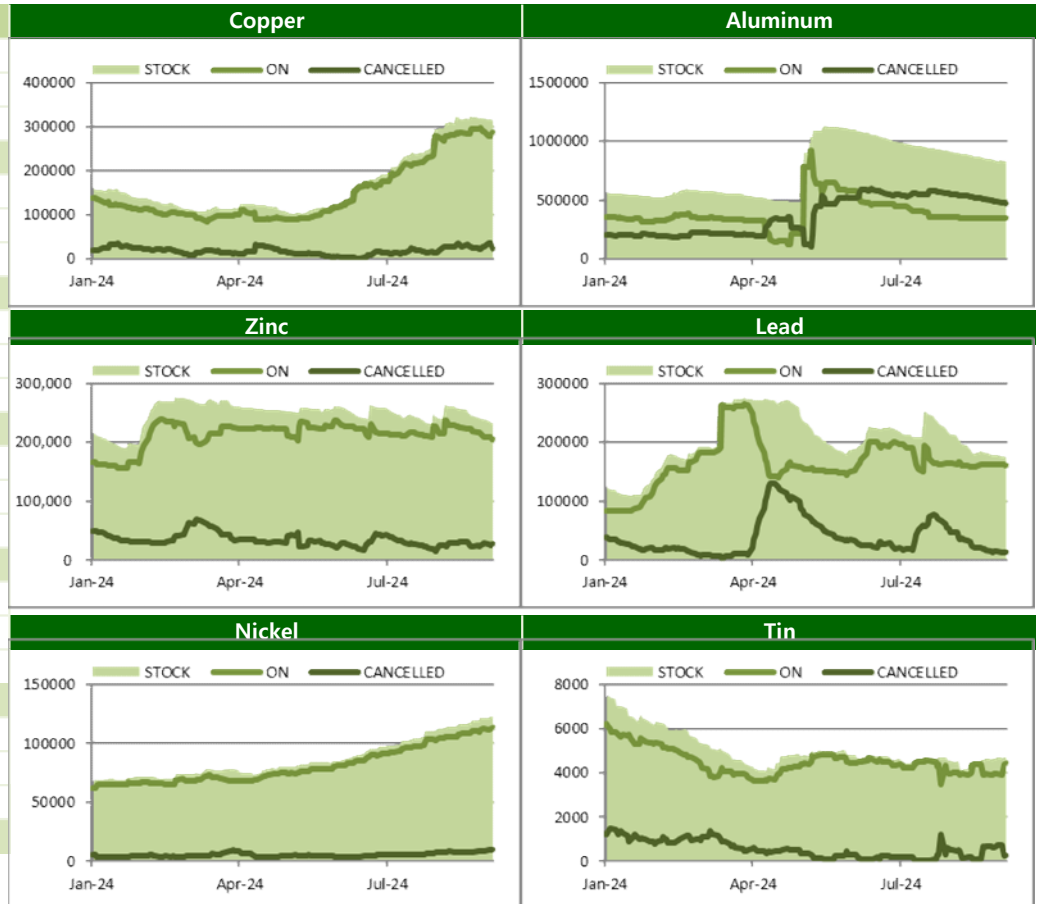 Copper
STOCK ON CANCELLED
400000
300000
200000
100000
0
Jan-24 Apr-24 Jul-24
Aluminum
STOCK ON CANCELLED
1500000
1000000
500000
0
Jan-24 Apr-24 Jul-24
Zinc
STOCK ON CANCELLED
300,000
200,000
100,000
0
Jan-24 Apr-24 Jul-24
Lead
STOCK ON CANCELLED
300000
200000
100000
0
Jan-24 Apr-24 Jul-24
Nickel
STOCK ON CANCELLED
150000
100000
50000
0
Jan-24 Apr-24 Jul-24
Tin
STOCK ON CANCELLED
8000
6000
4000
2000
0
Jan-24 Apr-24 Jul-24